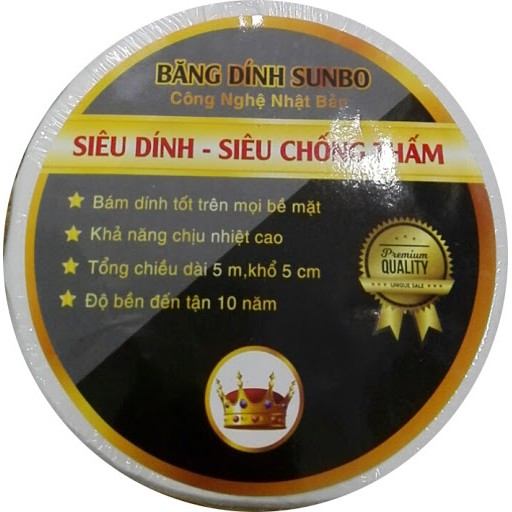 BĂNG DÍNH SUNBO
Công Nghệ Nhật Bản
SIÊU DÍNH - SIÊU CHỐNG THẤM
Bám dính tốt trên mọi bề mặt
Khả năng chịu nhiệt cao
Tổng chiều dài 5 m,khổ 5 cm
Độ bền đến tận 10 năm
Premium
QUALITY
UNIQUE SALE